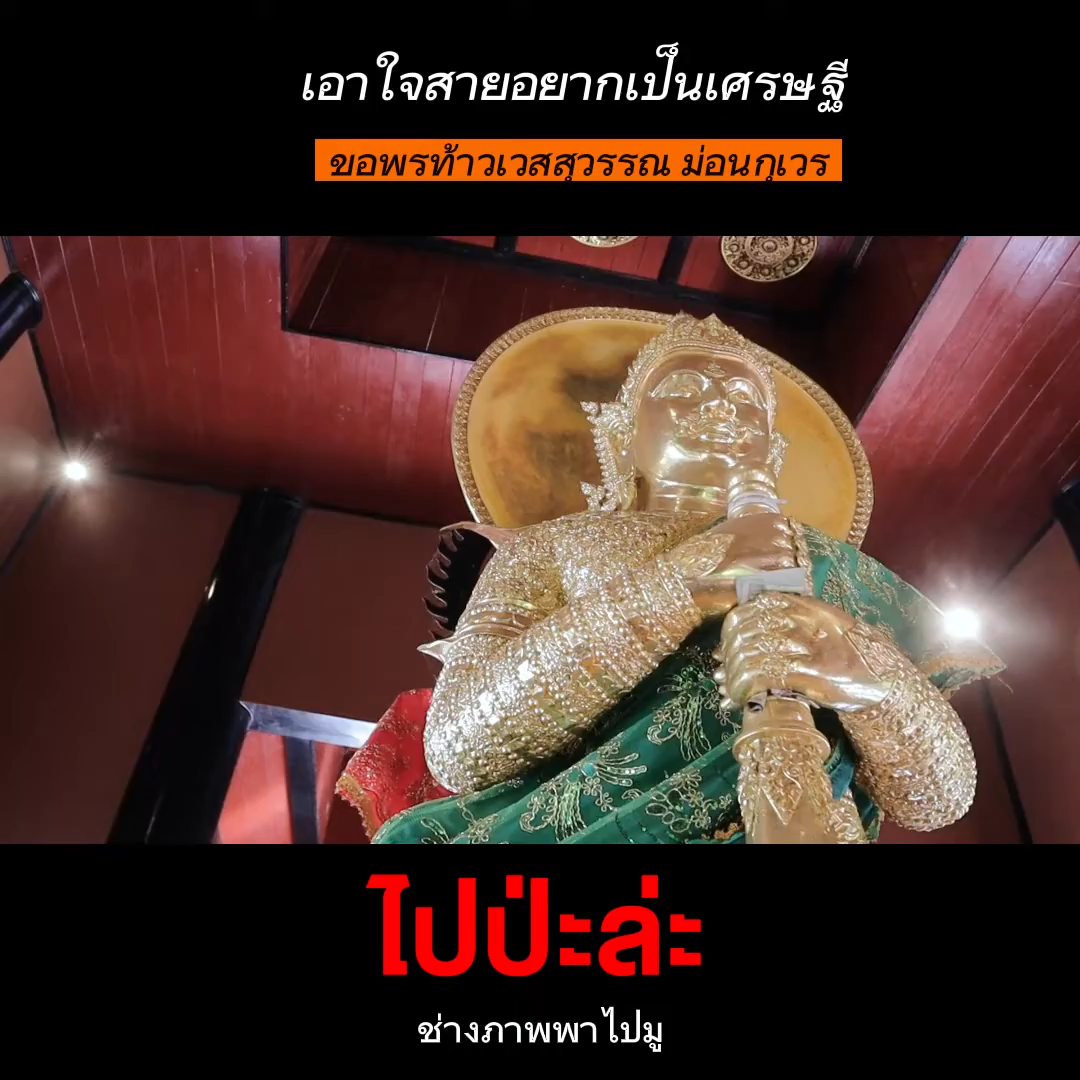 เอาใจสายอยากเป็นเศรษฐี
ขอพรท้าวเวสสุวรรณ ม่อนกุเวร
ไปป่ะล่ะ
ช่างภาพพาไปมู